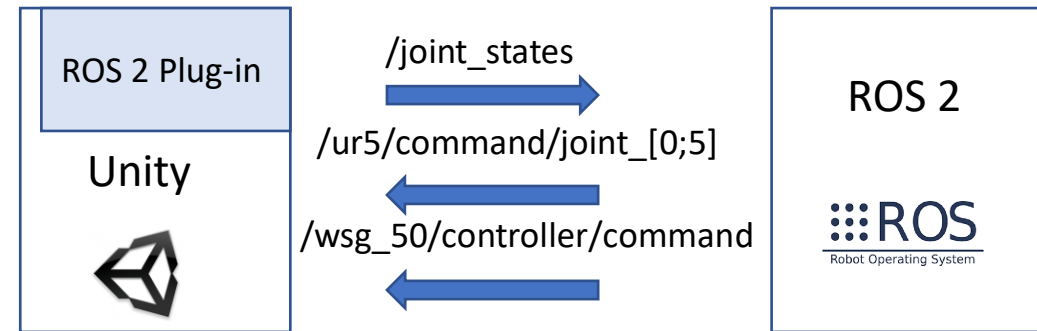 ROS 2 Plug-in
Unity
/joint_states
/ur5/command/joint_[0;5]
/wsg_50/controller/command
ROS 2
ROS
Robot Operating System